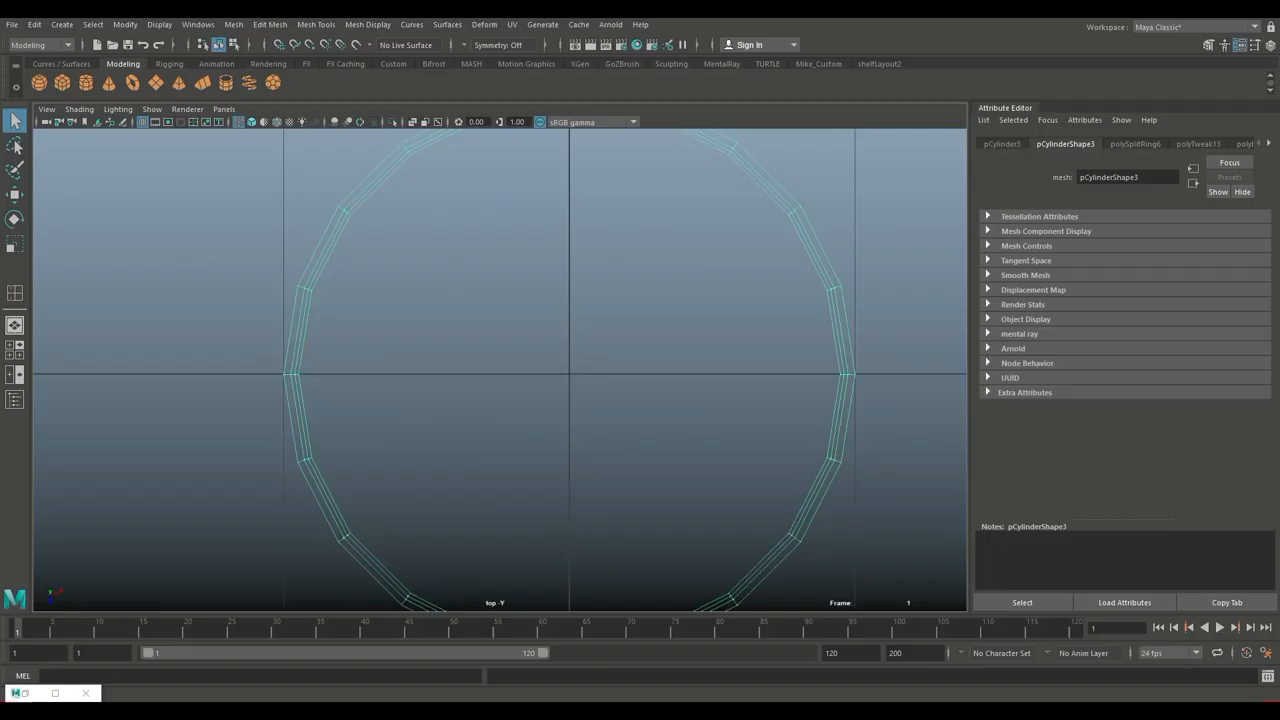 File Edit Create Select Modify Display Windows Mesh Edit Mesh Mesh Tools Mesh Display Curves Surfaces Deform UV Generate Cache Arnold Help
Workspace : Maya Classic*
Modeling No Live Surface Symmetry: Off Sign In
Curves / Surfaces Modeling Rigging Animation Rendering FX FX Caching Custom Bifrost MASH Motion Graphics XGen GoZBrush Sculpting MentalRay TURTLE Mike_Custom shelfLayout2
View Shading Lighting Show Renderer Panels
0.00 1.00 sRGB gamma
top -Y
Frame: 1
Attribute Editor
List Selected Focus Attributes Show Help
pCylinder3 pCylinderShape3 polySplitRing6 polyTweak13
Focus
mesh: pCylinderShape3 Presets
Show Hide
Tessellation Attributes
Mesh Component Display
Mesh Controls
Tangent Space
Smooth Mesh
Displacement Map
Render Stats
Object Display
mental ray
Arnold
Node Behavior
UUID
Extra Attributes
Notes: pCylinderShape3
Select Load Attributes Copy Tab
1 5 10 15 20 25 30 35 40 45 50 55 60 65 70 75 80 85 90 95 100 105 110 115 120 1
1 1 1 120 120 200 No Character Set No Anim Layer 24 fps
MEL